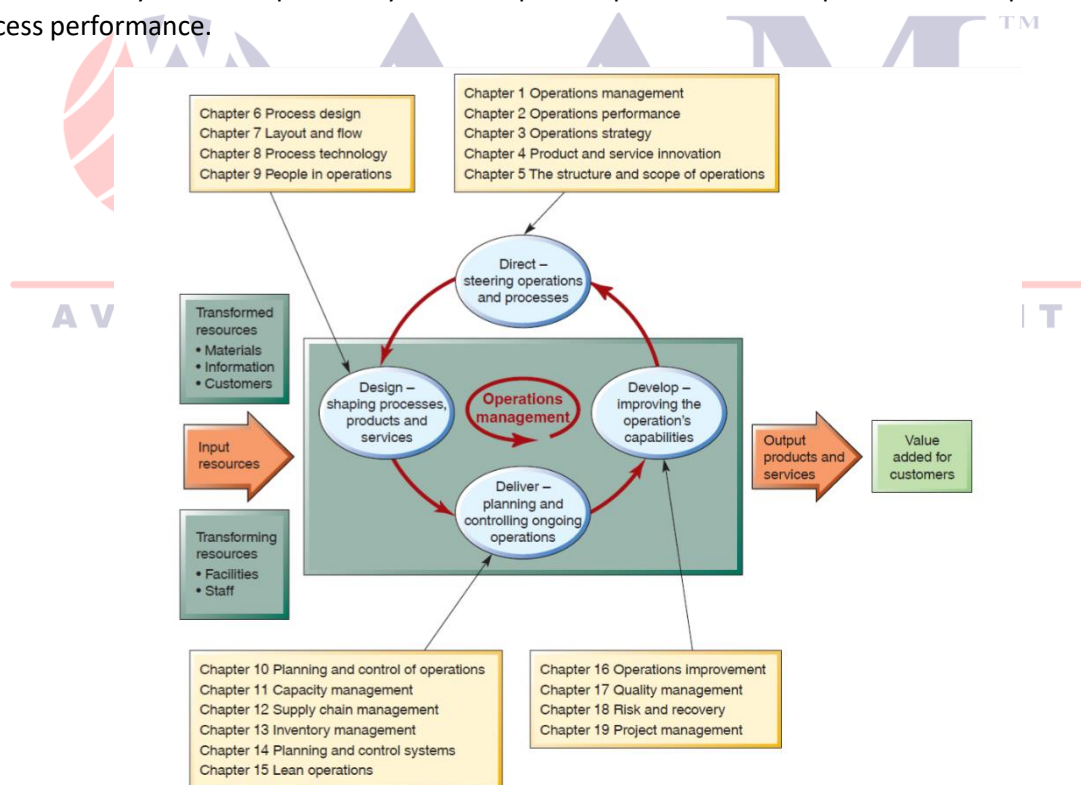 cess performance.
TM
Chapter 6 Process design
Chapter 7 Layout and flow
Chapter 8 Process technology
Chapter 9 People in operations
Chapter 1 Operations management
Chapter 2 Operations performance
Chapter 3 Operations strategy
Chapter 4 Product and service innovation
Chapter 5 The structure and scope of operations
Direct –
steering operations
and processes
A V
T
Transformed
resources
• Materials
• Information
• Customers
Design –
shaping processes,
products and
services
Operations
management
Develop –
improving the
operation's
capabilities
Input
resources
Output
products and
services
Value
added for
customers
Deliver –
planning and
controlling ongoing
operations
Transforming
resources
• Facilities
• Staff
Chapter 10 Planning and control of operations
Chapter 11 Capacity management
Chapter 12 Supply chain management
Chapter 13 Inventory management
Chapter 14 Planning and control systems
Chapter 15 Lean operations
Chapter 16 Operations improvement
Chapter 17 Quality management
Chapter 18 Risk and recovery
Chapter 19 Project management